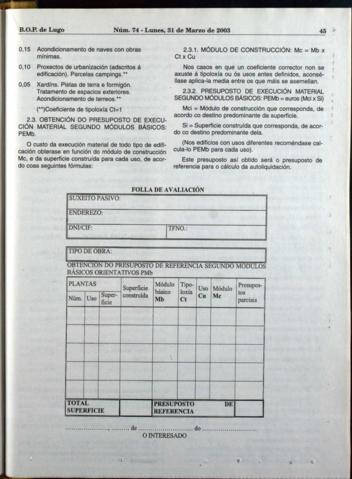 B.O.P. de Lugo Núm. 74 - Lunes, 31 de Marzo de 2003 45
0,15 Acondicionamento de naves con obras
mínimas.
0,10 Proxectos de urbanización (adscritos á
edificación). Parcelas campings.**
0,05 Xardíns. Pistas de terra e formigón.
Tratamento de espacios exteriores.
Acondicionamento de terreos.**
(**)Coeficiente de tipoloxía Ct=1
2.3. OBTENCIÓN DO PRESUPOSTO DE EXECU-
CIÓN MATERIAL SEGUNDO MÓDULOS BÁSICOS:
PEMb.
O custo da execución material de todo tipo de edifi-
cación obterase en función do módulo de construcción
Mc, e da superficie construída para cada uso, de acor-
do coas seguintes fórmulas:
2.3.1. MÓDULO DE CONSTRUCCIÓN: Mc = Mb x
Ct x Cu
Nos casos en que un coeficiente corrector non se
axuste á tipoloxía ou ós usos antes definidos, aconsé-
llase aplica-la media entre os que máis se asemellan.
2.3.2. PRESUPOSTO DE EXECUCIÓN MATERIAL
SEGUNDO MÓDULOS BÁSICOS: PEMb = euros (Mci x Si)
Mci = Módulo de construcción que corresponda, de
acordo co destino predominante da superficie.
Si = Superficie construída que corresponda, de acor-
do co destino predominante dela.
(Nos edificios con usos diferentes recoméndase cal-
cula-lo PEMb para cada uso).
Este presuposto así obtido será o presuposto de
referencia para o cálculo da autoliquidación.
FOLLA DE AVALIACIÓN
SUXEITO PASIVO:
ENDEREZO:
DNI/CIF: TFNO.:
TIPO DE OBRA:
OBTENCIÓN DO PRESUPOSTO DE REFERENCIA SEGUNDO MÓDULOS
BÁSICOS ORIENTATIVOS PMb
PLANTAS
Núm. Uso Super-
ficie
Superficie
construída
Módulo
básico
Mb
Tipo-
loxía
Ct
Uso
Cu
Módulo
Mc
Presupos-
tos
parciais
TOTAL
SUPERFICIE
PRESUPOSTO DE
REFERENCIA
........................, de ........................ do ........................
O INTERESADO